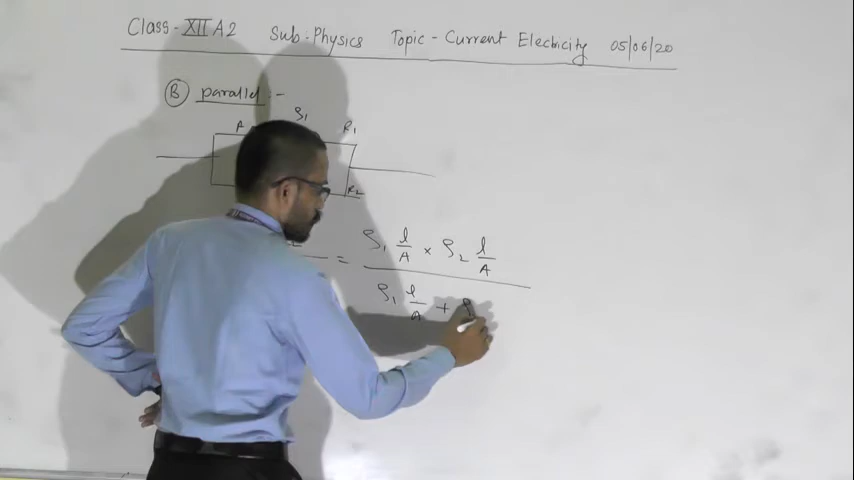 Class - XII A2 Sub : Physics Topic - Current Electricity 05/06/20
(B) parallel :-
ρ1
A R1
R2
= ρ1 l/A × ρ2 l/A
ρ1 l/A + ρ